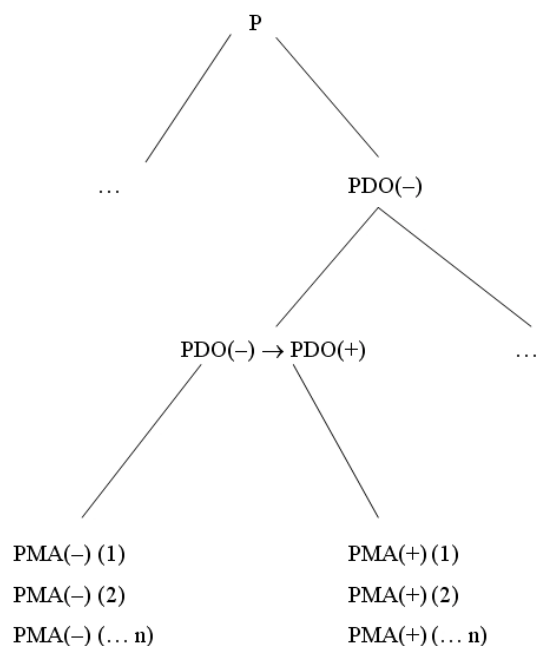 P
… PDO(–)
PDO(–) → PDO(+) …
PMA(–) (1) PMA(+) (1)
PMA(–) (2) PMA(+) (2)
PMA(–) (… n) PMA(+) (… n)